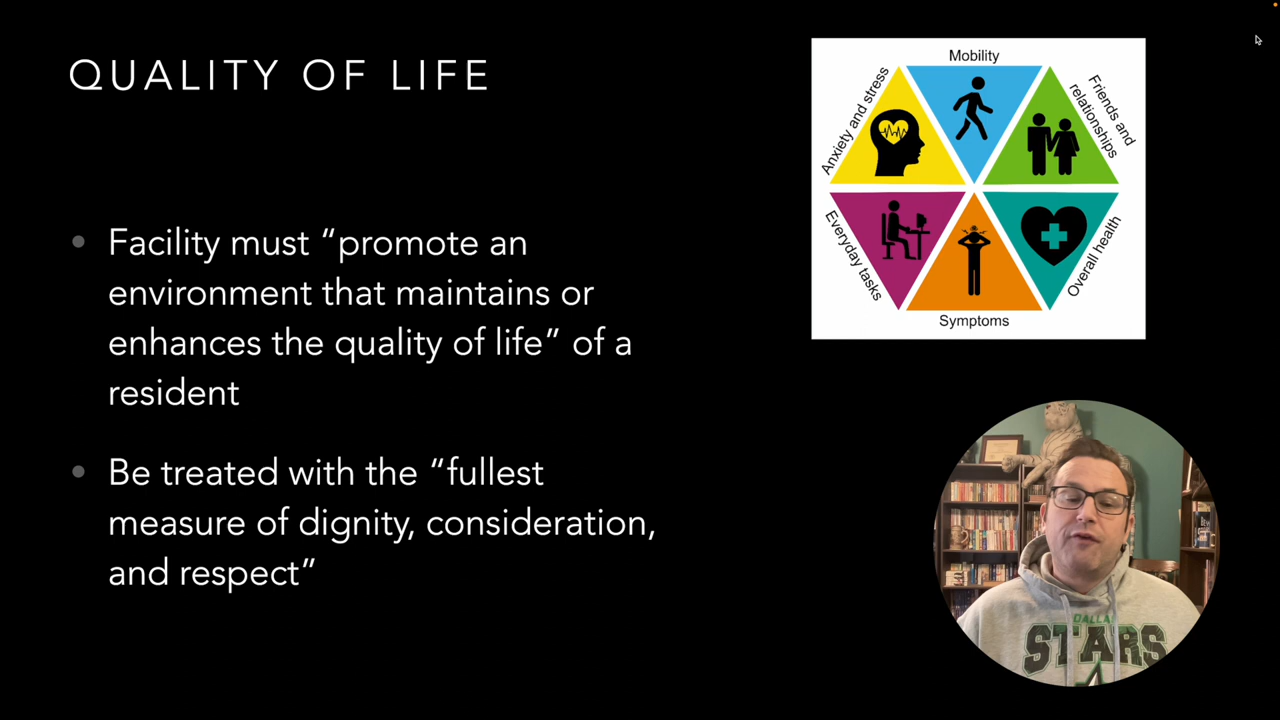 QUALITY OF LIFE
• Facility must “promote an
environment that maintains or
enhances the quality of life” of a
resident
• Be treated with the “fullest
measure of dignity, consideration,
and respect”
Mobility
Anxiety and stress
Friends and
relationships
Everyday tasks
Overall health
Symptoms
DALLAS
STARS